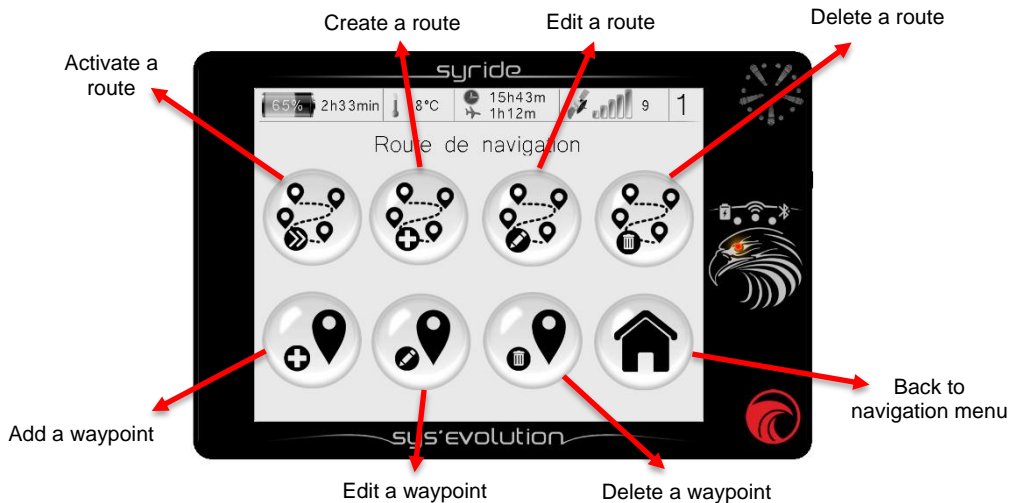 Create a route
Edit a route
Delete a route
Activate a
route
syride
65% 2h33min 8°C 15h43m 9 1
1h12m
Route de navigation
Back to
navigation menu
Add a waypoint
sys'evolution
Edit a waypoint
Delete a waypoint